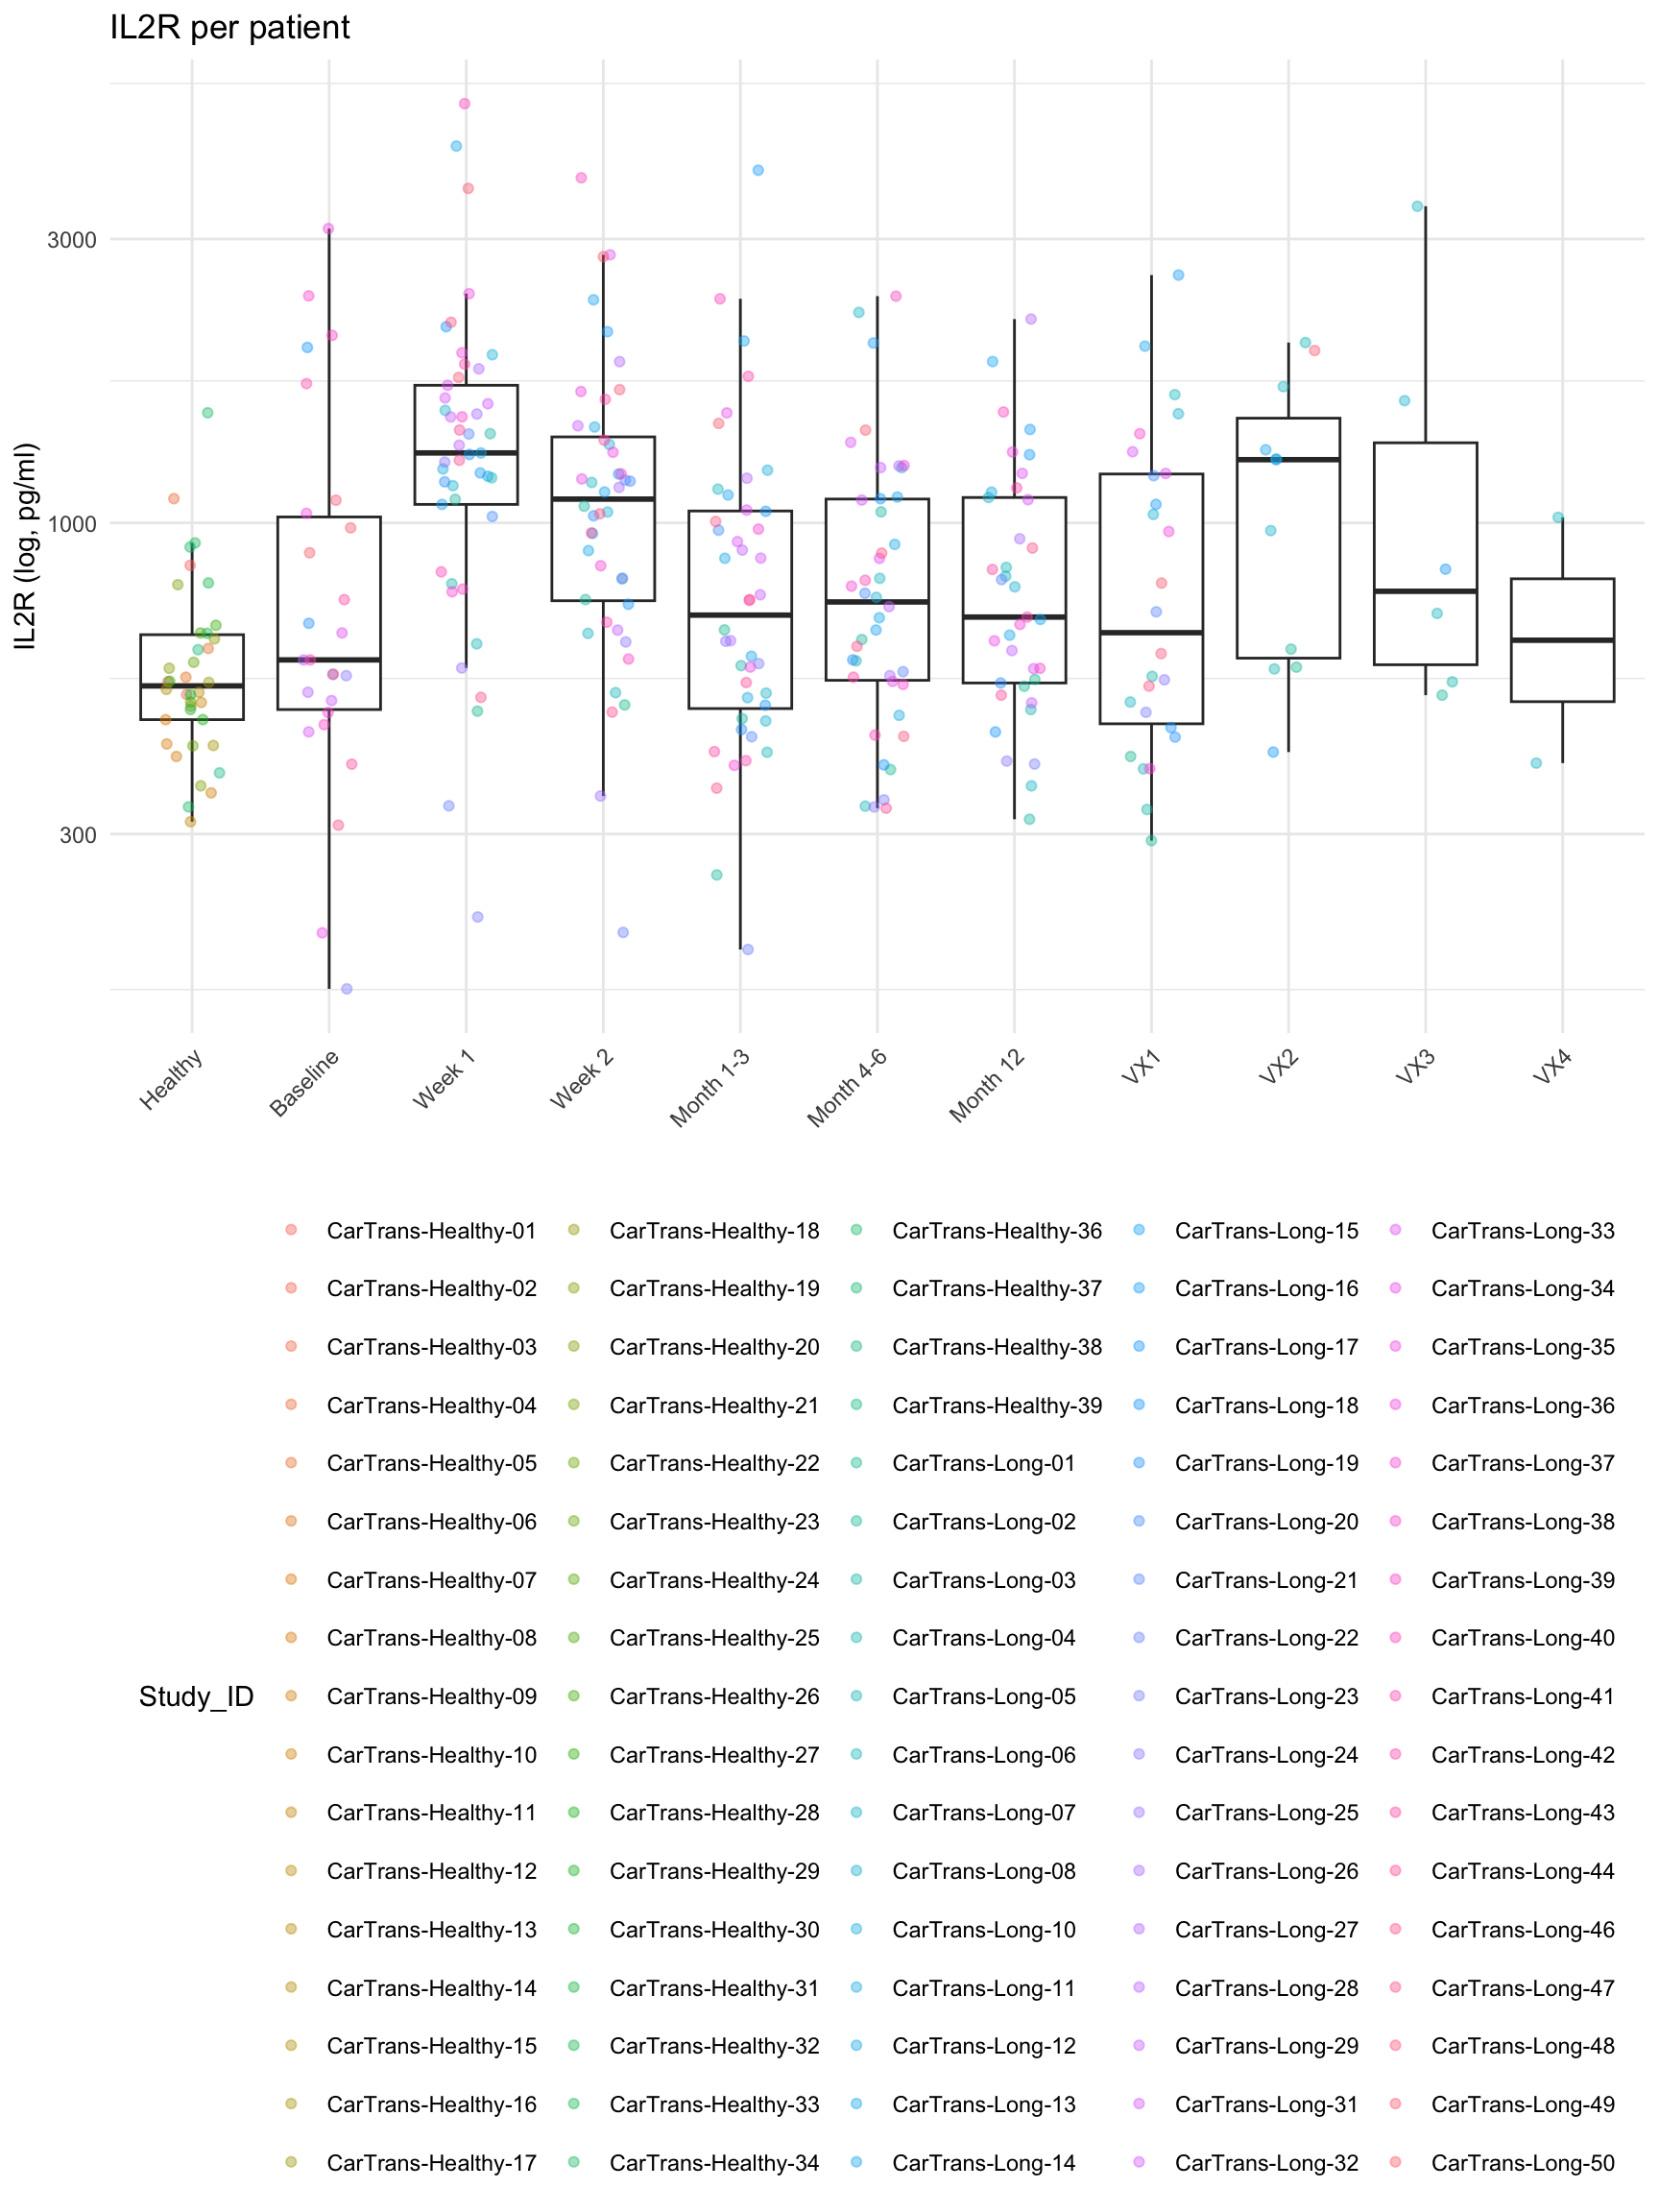 IL2R per patient
IL2R (log, pg/ml)
3000
1000
300
Healthy
Baseline
Week 1
Week 2
Month 1-3
Month 4-6
Month 12
VX1
VX2
VX3
VX4
Study_ID
CarTrans-Healthy-01
CarTrans-Healthy-02
CarTrans-Healthy-03
CarTrans-Healthy-04
CarTrans-Healthy-05
CarTrans-Healthy-06
CarTrans-Healthy-07
CarTrans-Healthy-08
CarTrans-Healthy-09
CarTrans-Healthy-10
CarTrans-Healthy-11
CarTrans-Healthy-12
CarTrans-Healthy-13
CarTrans-Healthy-14
CarTrans-Healthy-15
CarTrans-Healthy-16
CarTrans-Healthy-17
CarTrans-Healthy-18
CarTrans-Healthy-19
CarTrans-Healthy-20
CarTrans-Healthy-21
CarTrans-Healthy-22
CarTrans-Healthy-23
CarTrans-Healthy-24
CarTrans-Healthy-25
CarTrans-Healthy-26
CarTrans-Healthy-27
CarTrans-Healthy-28
CarTrans-Healthy-29
CarTrans-Healthy-30
CarTrans-Healthy-31
CarTrans-Healthy-32
CarTrans-Healthy-33
CarTrans-Healthy-34
CarTrans-Healthy-36
CarTrans-Healthy-37
CarTrans-Healthy-38
CarTrans-Healthy-39
CarTrans-Long-01
CarTrans-Long-02
CarTrans-Long-03
CarTrans-Long-04
CarTrans-Long-05
CarTrans-Long-06
CarTrans-Long-07
CarTrans-Long-08
CarTrans-Long-10
CarTrans-Long-11
CarTrans-Long-12
CarTrans-Long-13
CarTrans-Long-14
CarTrans-Long-15
CarTrans-Long-16
CarTrans-Long-17
CarTrans-Long-18
CarTrans-Long-19
CarTrans-Long-20
CarTrans-Long-21
CarTrans-Long-22
CarTrans-Long-23
CarTrans-Long-24
CarTrans-Long-25
CarTrans-Long-26
CarTrans-Long-27
CarTrans-Long-28
CarTrans-Long-29
CarTrans-Long-31
CarTrans-Long-32
CarTrans-Long-33
CarTrans-Long-34
CarTrans-Long-35
CarTrans-Long-36
CarTrans-Long-37
CarTrans-Long-38
CarTrans-Long-39
CarTrans-Long-40
CarTrans-Long-41
CarTrans-Long-42
CarTrans-Long-43
CarTrans-Long-44
CarTrans-Long-46
CarTrans-Long-47
CarTrans-Long-48
CarTrans-Long-49
CarTrans-Long-50